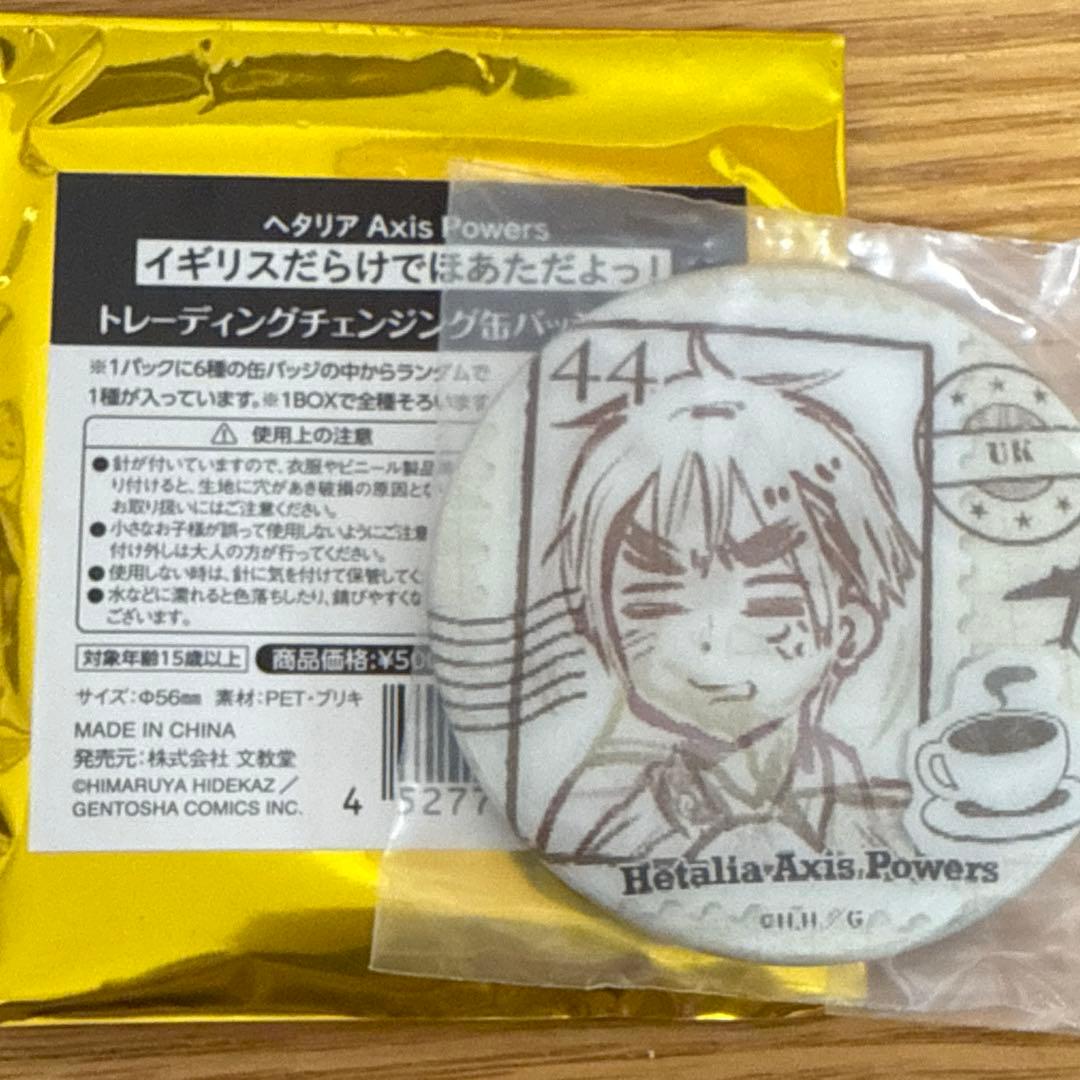 ヘタリア Axis Powers
イギリスだらけでほあただだよっ!
トレーディングチェンジング缶バッジ
※1パックに6種の缶バッジの中からランダムで
1種が入っています。※1BOXで全種そろいます
⚠ 使用上の注意
●針が付いていますので、衣服やビニール製品
り付けると、生地に穴があき破損の原因とな
お取り扱いにはご注意ください。
●小さなお子様が誤って使用しないようにご注意
付け外しは大人の方が行ってください。
●使用しない時は、針に気を付けて保管してく
●水などに濡れると色落ちしたり、錆びやすくな
ございます。
対象年齢15歳以上 商品価格:¥50
サイズ:Φ56㎜ 素材:PET・ブリキ
MADE IN CHINA
発売元:株式会社 文教堂
©HIMARUYA HIDEKAZ/
GENTOSHA COMICS INC.
4 5277
44
UK
Hetalia Axis Powers
©H.H/G